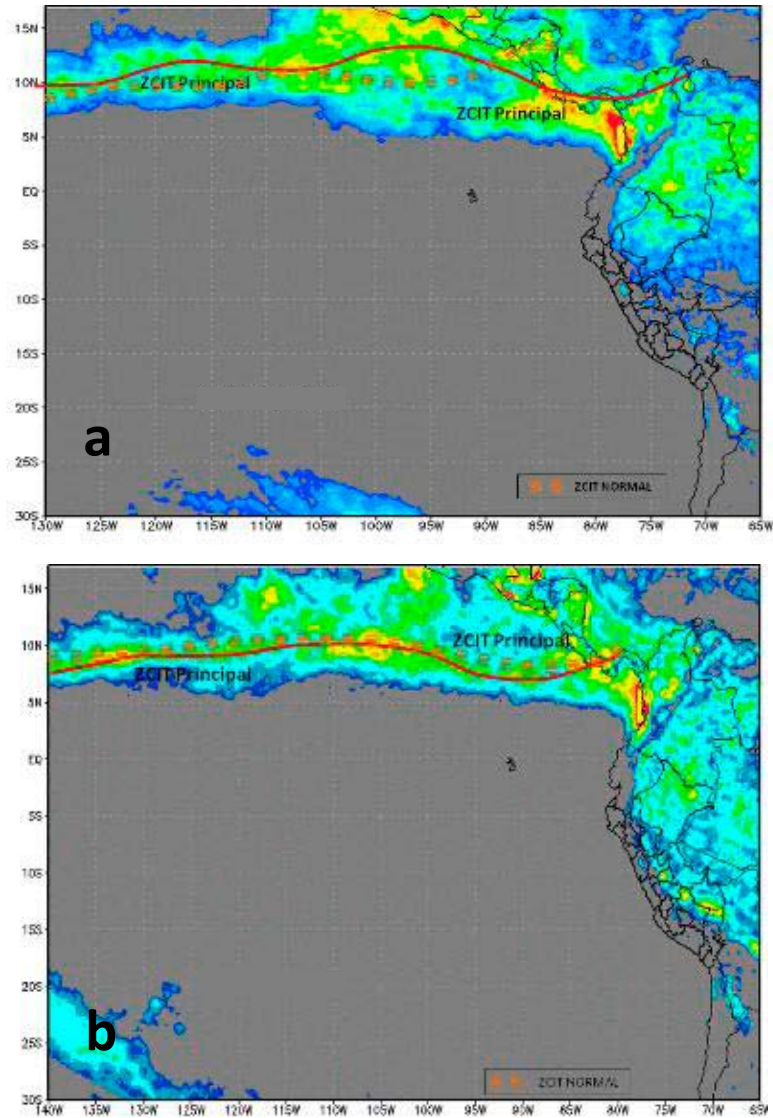 15N
10N
ZCIT Principal
ZCIT Principal
5N
EQ
5S
10S
15S
20S
a
25S
ZCIT NORMAL
30S
130W 125W 120W 115W 110W 105W 100W 95W 90W 85W 80W 75W 70W 65W
15N
10N
ZCIT Principal
ZCIT Principal
5N
EQ
5S
10S
15S
20S
25S
b
ZCIT NORMAL
30S
140W 135W 130W 125W 120W 115W 110W 105W 100W 95W 90W 85W 80W 75W 70W 65W